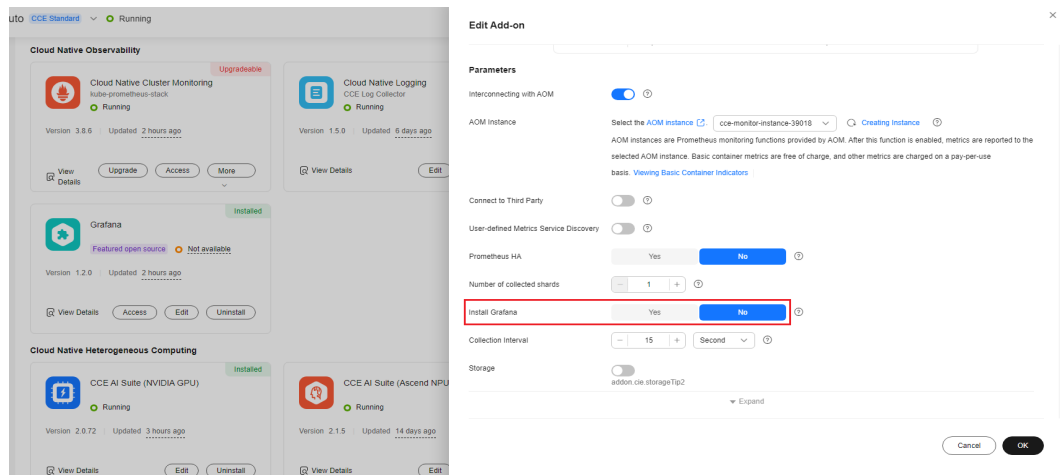 uto CCE Standard Running
Cloud Native Observability
Upgradeable
Cloud Native Cluster Monitoring
kube-prometheus-stack
Running
Version 3.8.6 Updated 2 hours ago
View Details
Upgrade Access More
Cloud Native Logging
CCE Log Collector
Running
Version 1.5.0 Updated 6 days ago
View Details Edit
Installed
Grafana
Featured open source Not available
Version 1.2.0 Updated 2 hours ago
View Details Access Edit Uninstall
Cloud Native Heterogeneous Computing
Installed
CCE AI Suite (NVIDIA GPU)
Running
Version 2.0.72 Updated 3 hours ago
View Details Edit Uninstall
CCE AI Suite (Ascend NPU
Running
Version 2.1.5 Updated 14 days ago
View Details Edit
Edit Add-on
Parameters
Interconnecting with AOM
AOM Instance Select the AOM instance . cce-monitor-instance-39018 Creating Instance
AOM instances are Prometheus monitoring functions provided by AOM. After this function is enabled, metrics are reported to the
selected AOM instance. Basic container metrics are free of charge, and other metrics are charged on a pay-per-use
basis. Viewing Basic Container Indicators
Connect to Third Party
User-defined Metrics Service Discovery
Prometheus HA Yes No
Number of collected shards 1
Install Grafana Yes No
Collection Interval 15 Second
Storage
addon.cie.storageTip2
Expand
Cancel OK